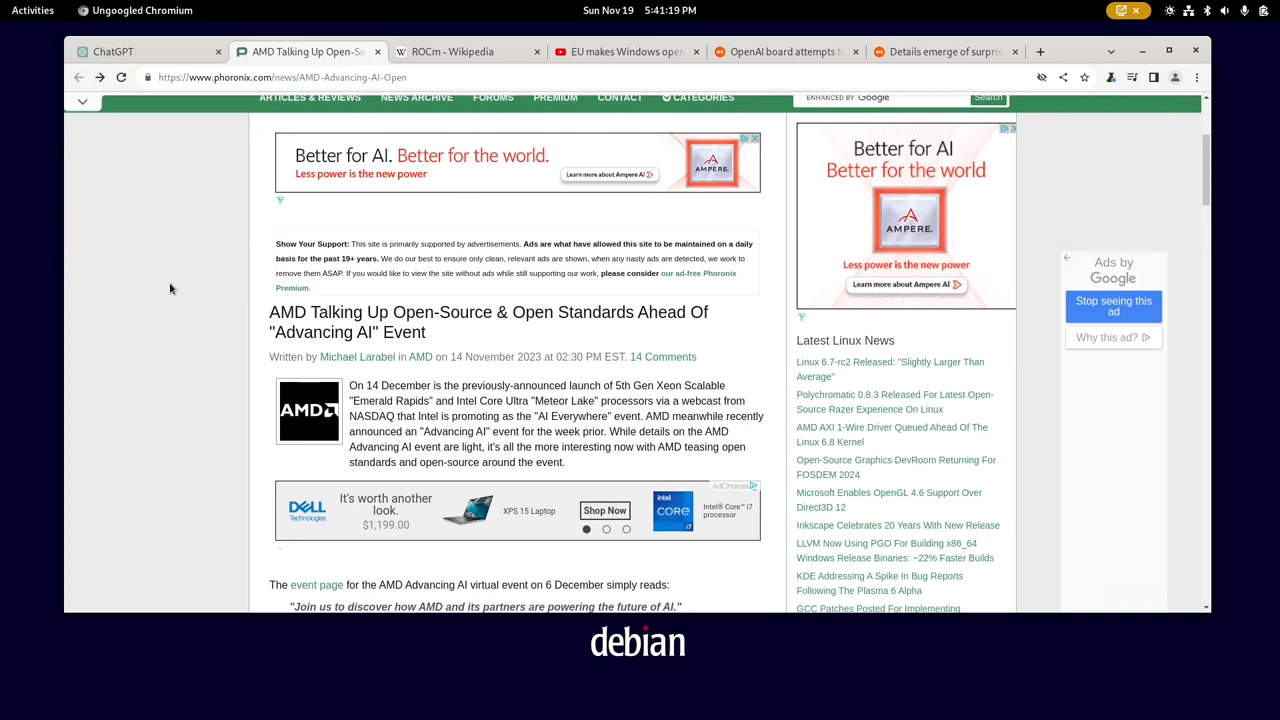 Activities
Ungoogled Chromium
Sun Nov 19 5:41:19 PM
ChatGPT
AMD Talking Up Open-So
ROCm - Wikipedia
EU makes Windows open
OpenAI board attempts to
Details emerge of surpris
https://www.phoronix.com/news/AMD-Advancing-AI-Open
ARTICLES & REVIEWS NEWS ARCHIVE FORUMS PREMIUM CONTACT CATEGORIES
ENHANCED BY Google Search
Better for AI. Better for the world.
Less power is the new power
Learn more about Ampere AI
AMPERE.
Show Your Support: This site is primarily supported by advertisements. Ads are what have allowed this site to be maintained on a daily
basis for the past 19+ years. We do our best to ensure only clean, relevant ads are shown, when any nasty ads are detected, we work to
remove them ASAP. If you would like to view the site without ads while still supporting our work, please consider our ad-free Phoronix
Premium.
AMD Talking Up Open-Source & Open Standards Ahead Of
"Advancing AI" Event
Written by Michael Larabel in AMD on 14 November 2023 at 02:30 PM EST. 14 Comments
AMD
On 14 December is the previously-announced launch of 5th Gen Xeon Scalable
"Emerald Rapids" and Intel Core Ultra "Meteor Lake" processors via a webcast from
NASDAQ that Intel is promoting as the "AI Everywhere" event. AMD meanwhile recently
announced an "Advancing AI" event for the week prior. While details on the AMD
Advancing AI event are light, it's all the more interesting now with AMD teasing open
standards and open-source around the event.
AdChoices
DELL
Technologies
It's worth another
look.
$1,199.00
XPS 15 Laptop
Shop Now
intel
CORE
i7
Intel® Core™ i7
processor
The event page for the AMD Advancing AI virtual event on 6 December simply reads:
"Join us to discover how AMD and its partners are powering the future of AI."
Better for AI
Better for the world
AMPERE.
Less power is the new power
Learn more about Ampere AI
Latest Linux News
Linux 6.7-rc2 Released: "Slightly Larger Than
Average"
Polychromatic 0.8.3 Released For Latest Open-
Source Razer Experience On Linux
AMD AXI 1-Wire Driver Queued Ahead Of The
Linux 6.8 Kernel
Open-Source Graphics DevRoom Returning For
FOSDEM 2024
Microsoft Enables OpenGL 4.6 Support Over
Direct3D 12
Inkscape Celebrates 20 Years With New Release
LLVM Now Using PGO For Building x86_64
Windows Release Binaries: ~22% Faster Builds
KDE Addressing A Spike In Bug Reports
Following The Plasma 6 Alpha
GCC Patches Posted For Implementing
Ads by
Google
Stop seeing this
ad
Why this ad?
debian